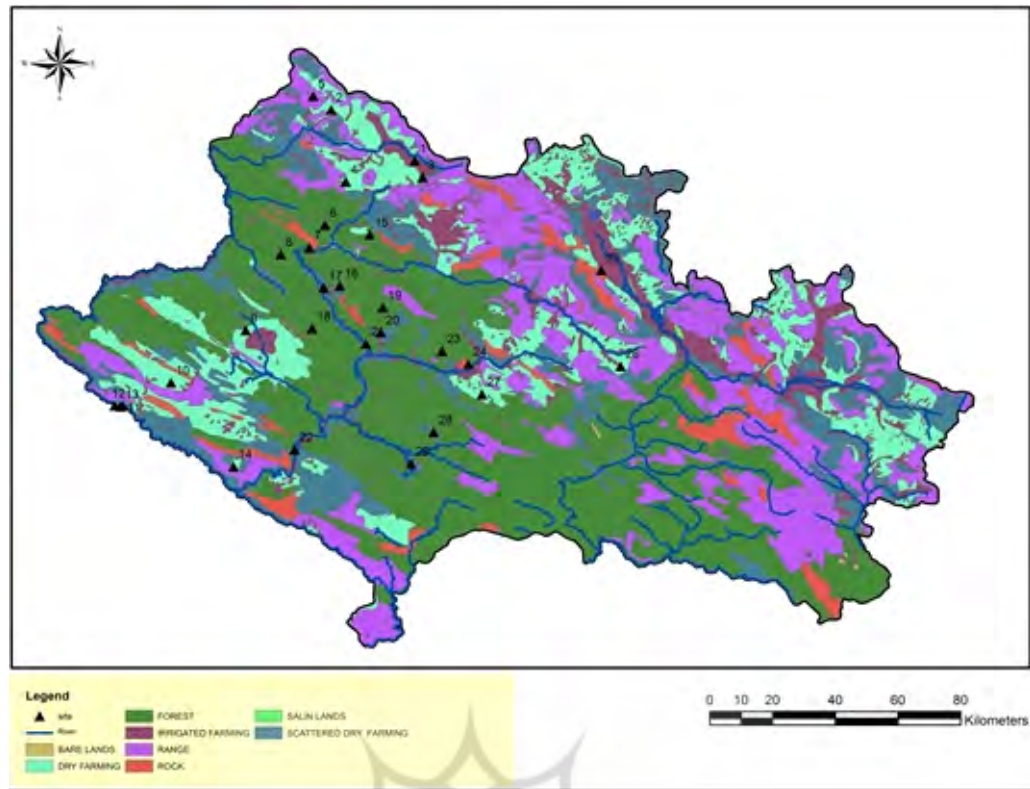 N
W E
S
9
2
1
6
7
8
15
17 16
19
18
20
23
24
27
10
12 13
28
22
14
Legend
site
River
BARE LANDS
DRY FARMING
FOREST
IRRIGATED FARMING
RANGE
ROCK
SALIN LANDS
SCATTERED DRY FARMING
0 10 20 40 60 80
Kilometers